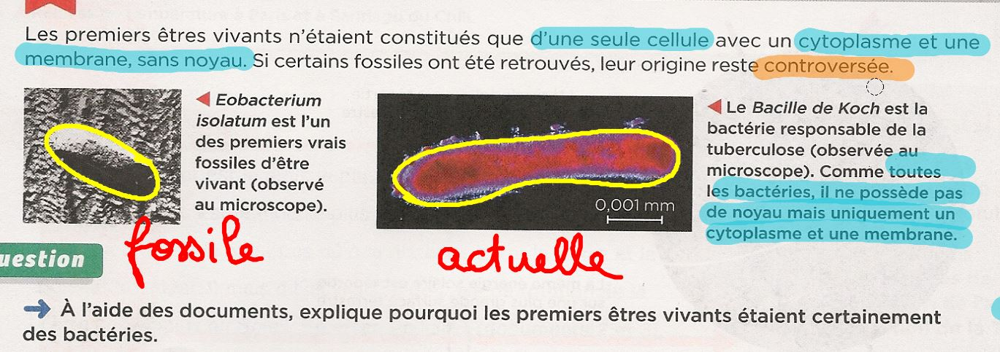 Les premiers êtres vivants n'étaient constitués que d'une seule cellule avec un cytoplasme et une
membrane, sans noyau. Si certains fossiles ont été retrouvés, leur origine reste controversée.
◄ Eobacterium
isolatum est l'un
des premiers vrais
fossiles d'être
vivant (observé
au microscope).
0,001 mm
◄ Le Bacille de Koch est la
bactérie responsable de la
tuberculose (observée au
microscope). Comme toutes
les bactéries, il ne possède pas
de noyau mais uniquement un
cytoplasme et une membrane.
fossile
actuelle
uestion
➔ À l'aide des documents, explique pourquoi les premiers êtres vivants étaient certainement
des bactéries.